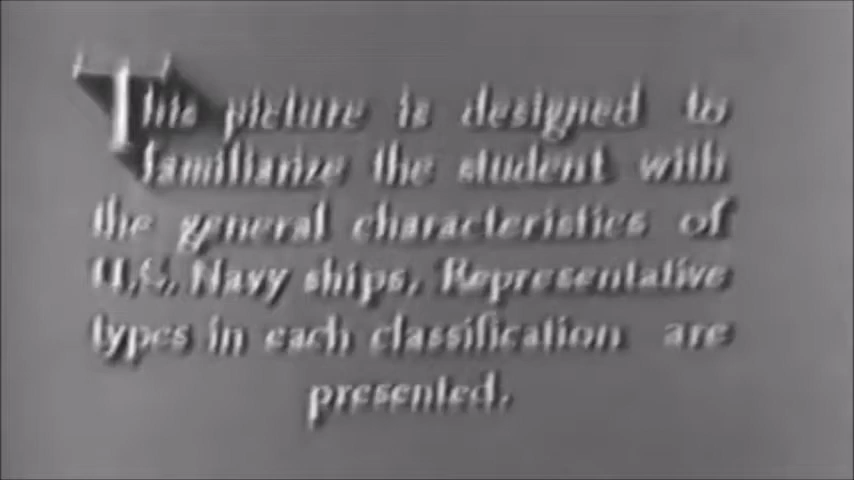 This picture is designed to
familiarize the student with
the general characteristics of
U.S. Navy ships. Representative
types in each classification are
presented.